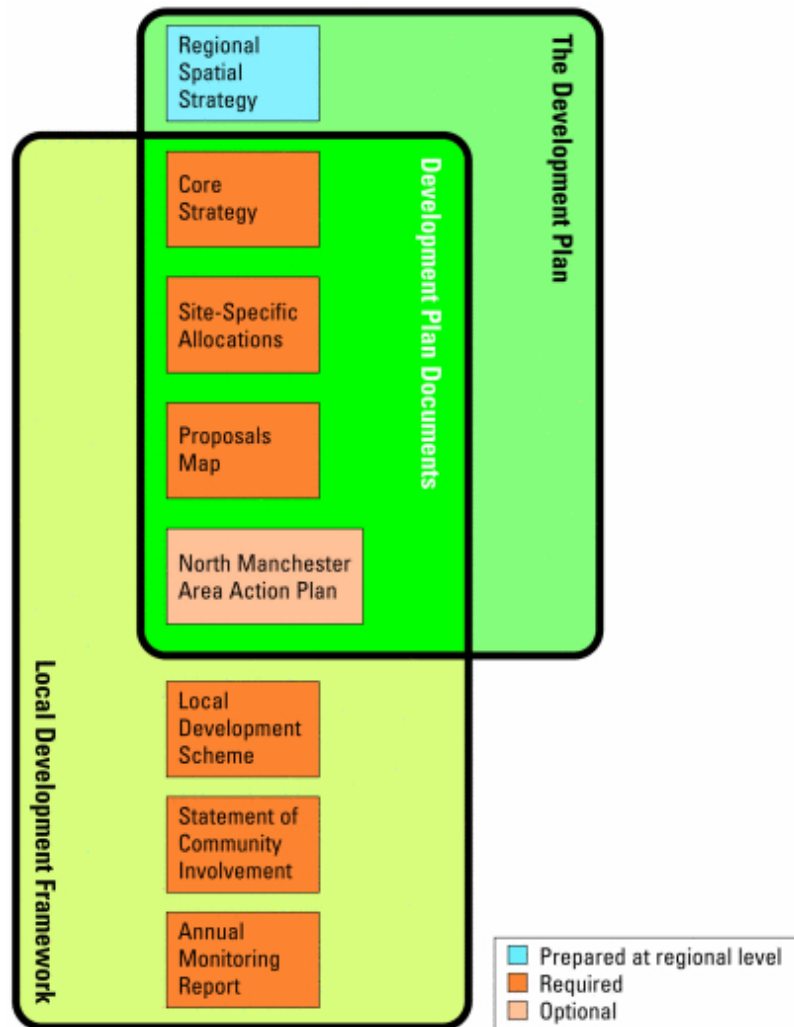 Regional
Spatial
Strategy
The Development Plan
Core
Strategy
Development Plan Documents
Site-Specific
Allocations
Proposals
Map
North Manchester
Area Action Plan
Local Development Framework
Local
Development
Scheme
Statement of
Community
Involvement
Annual
Monitoring
Report
Prepared at regional level
Required
Optional